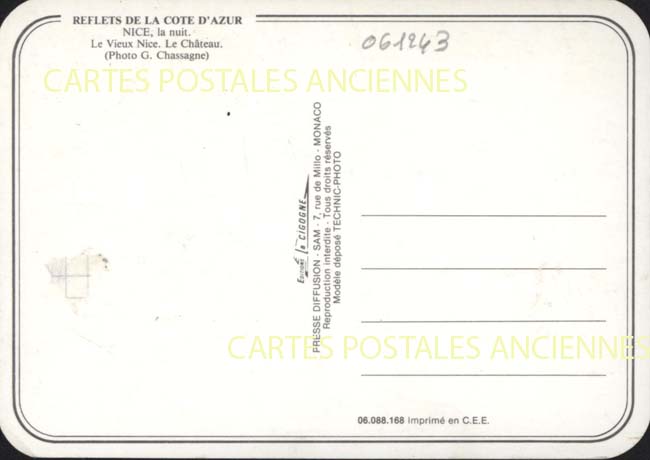 REFLETS DE LA COTE D'AZUR
NICE, la nuit.
Le Vieux Nice. Le Château.
(Photo G. Chassagne)
061243
CARTES POSTALES ANCIENNES
Editions la CIGOGNE
PRESSE DIFFUSION - SAM - 7, rue de Millo - MONACO
Reproduction interdite - Tous droits réservés
Modèle déposé TECHNIC-PHOTO
CARTES POSTALES ANCIENNES
06.088.168 imprimé en C.E.E.